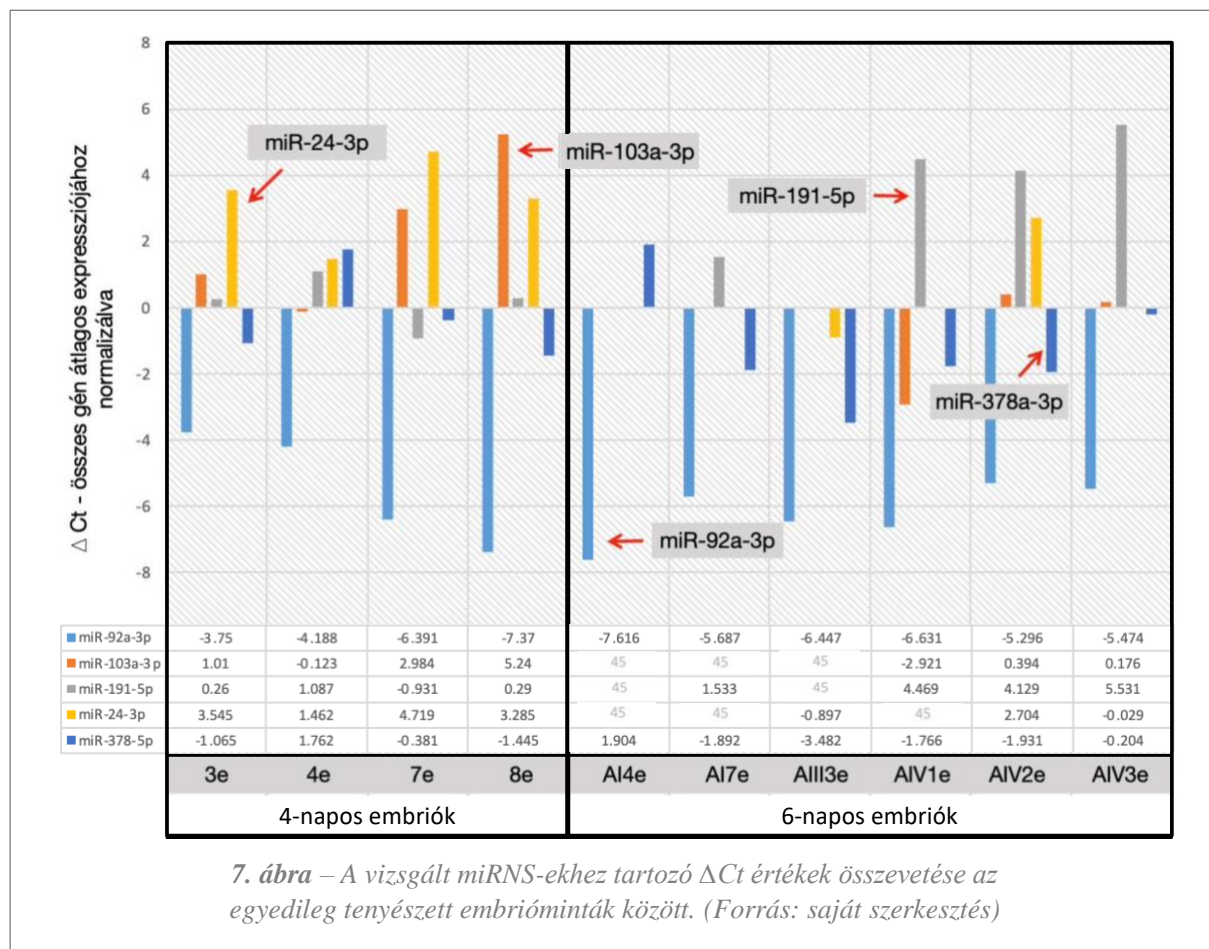 8
6
4
2
0
-2
-4
-6
-8
Δ Ct - összes gén átlagos expressziójához
normalizálva
miR-24-3p
miR-103a-3p
miR-191-5p
miR-378a-3p
miR-92a-3p
miR-92a-3p -3.75 -4.188 -6.391 -7.37 -7.616 -5.687 -6.447 -6.631 -5.296 -5.474
miR-103a-3p 1.01 -0.123 2.984 5.24 45 45 45 -2.921 0.394 0.176
miR-191-5p 0.26 1.087 -0.931 0.29 45 1.533 45 4.469 4.129 5.531
miR-24-3p 3.545 1.462 4.719 3.285 45 45 -0.897 45 2.704 -0.029
miR-378-5p -1.065 1.762 -0.381 -1.445 1.904 -1.892 -3.482 -1.766 -1.931 -0.204
3e 4e 7e 8e AI4e AI7e AIII3e AIV1e AIV2e AIV3e
4-napos embriók 6-napos embriók
7. ábra – A vizsgált miRNS-ekhez tartozó ΔCt értékek összevetése az
egyedileg tenyészett embrióminták között. (Forrás: saját szerkesztés)